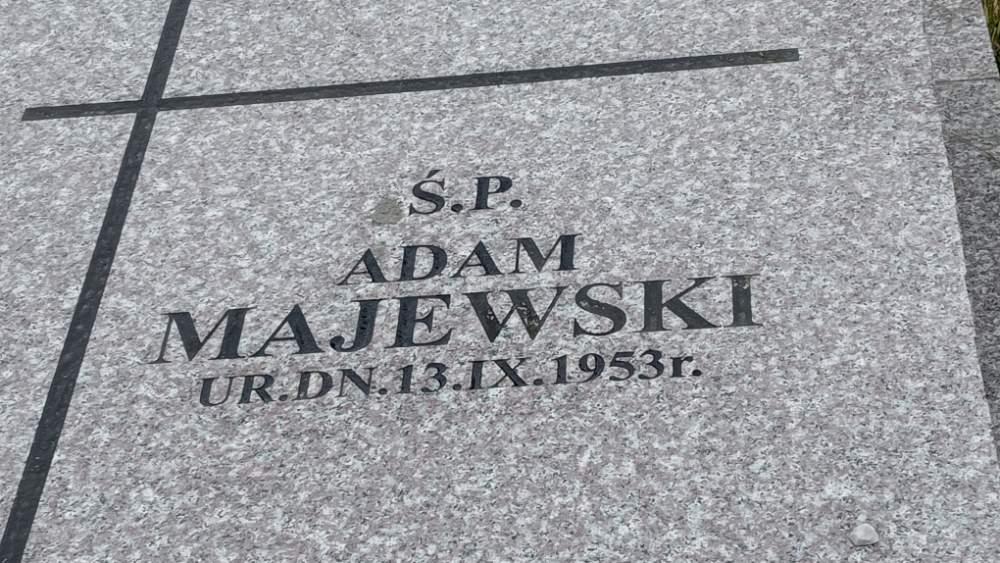 Ś.P.
ADAM
MAJEWSKI
UR.DN.13.IX.1953r.